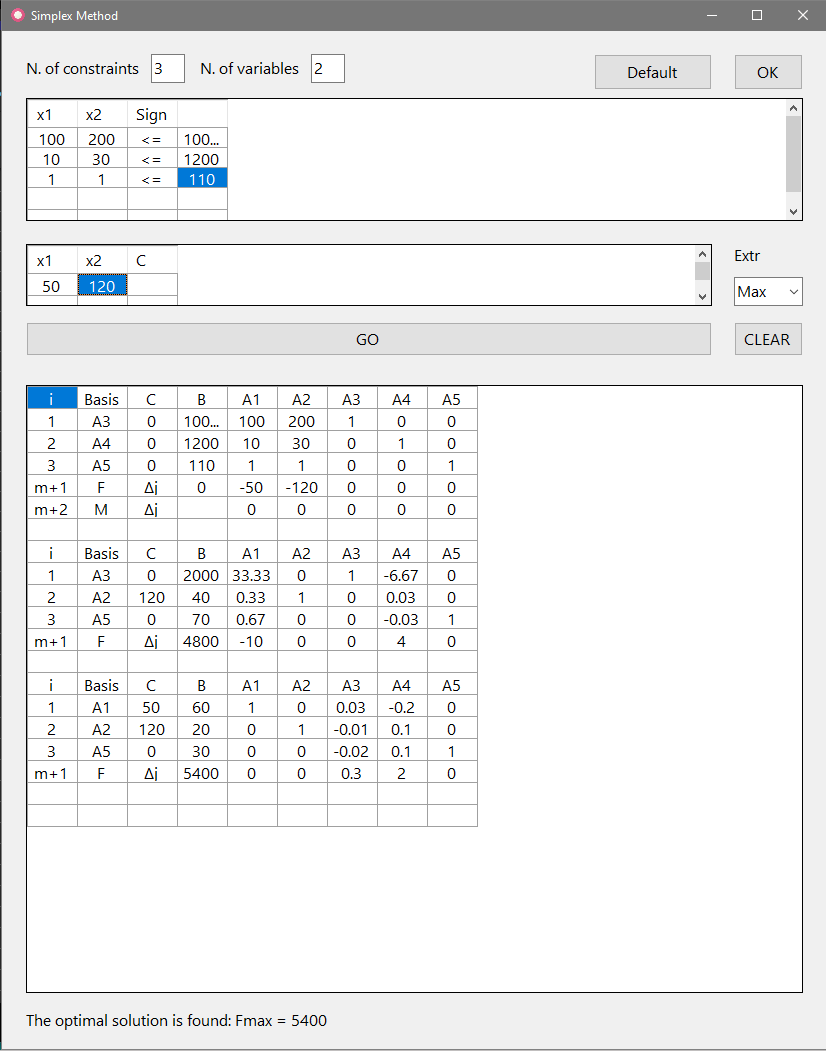 Simplex Method
N. of constraints 3 N. of variables 2 Default OK
x1 x2 Sign
100 200 <= 100...
10 30 <= 1200
1 1 <= 110
x1 x2 C Extr
50 120 Max
GO CLEAR
i Basis C B A1 A2 A3 A4 A5
1 A3 0 100... 100 200 1 0 0
2 A4 0 1200 10 30 0 1 0
3 A5 0 110 1 1 0 0 1
m+1 F Δj 0 -50 -120 0 0 0
m+2 M Δj 0 0 0 0 0
i Basis C B A1 A2 A3 A4 A5
1 A3 0 2000 33.33 0 1 -6.67 0
2 A2 120 40 0.33 1 0 0.03 0
3 A5 0 70 0.67 0 0 -0.03 1
m+1 F Δj 4800 -10 0 0 4 0
i Basis C B A1 A2 A3 A4 A5
1 A1 50 60 1 0 0.03 -0.2 0
2 A2 120 20 0 1 -0.01 0.1 0
3 A5 0 30 0 0 -0.02 0.1 1
m+1 F Δj 5400 0 0 0.3 2 0
The optimal solution is found: Fmax = 5400